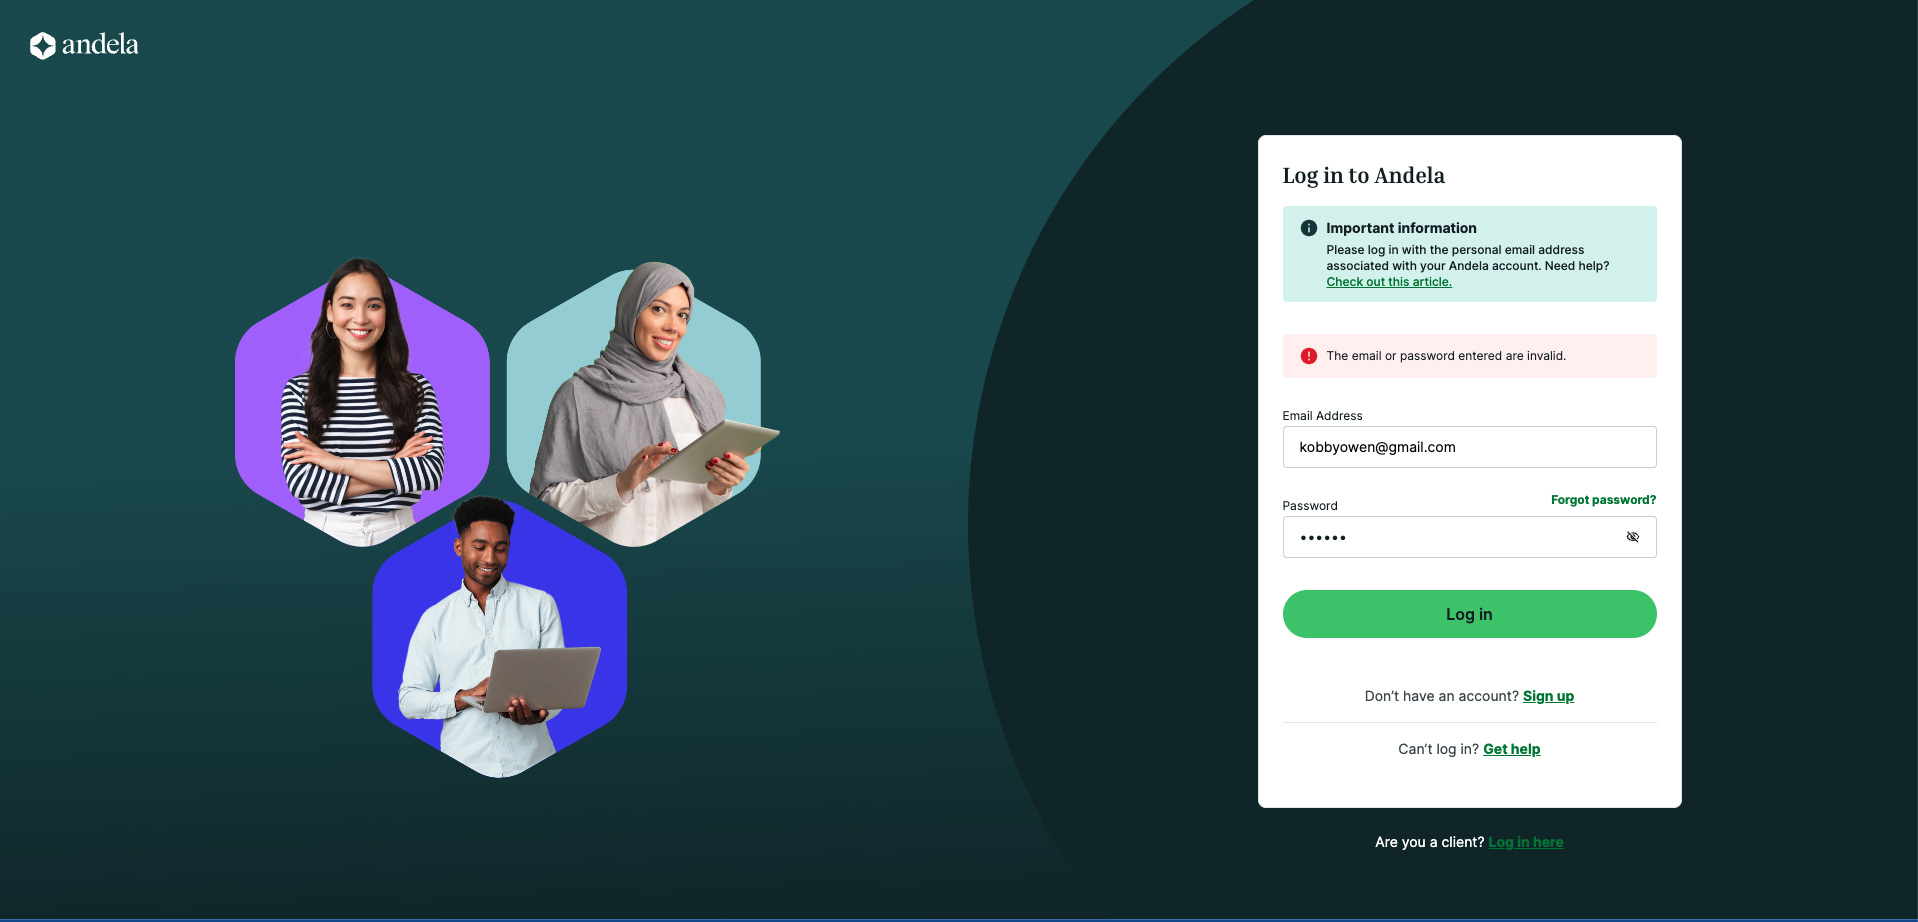 andela
Log in to Andela
Important information
Please log in with the personal email address
associated with your Andela account. Need help?
Check out this article.
The email or password entered are invalid.
Email Address
kobbyowen@gmail.com
Forgot password?
Password
••••••
Log in
Don't have an account? Sign up
Can't log in? Get help
Are you a client? Log in here